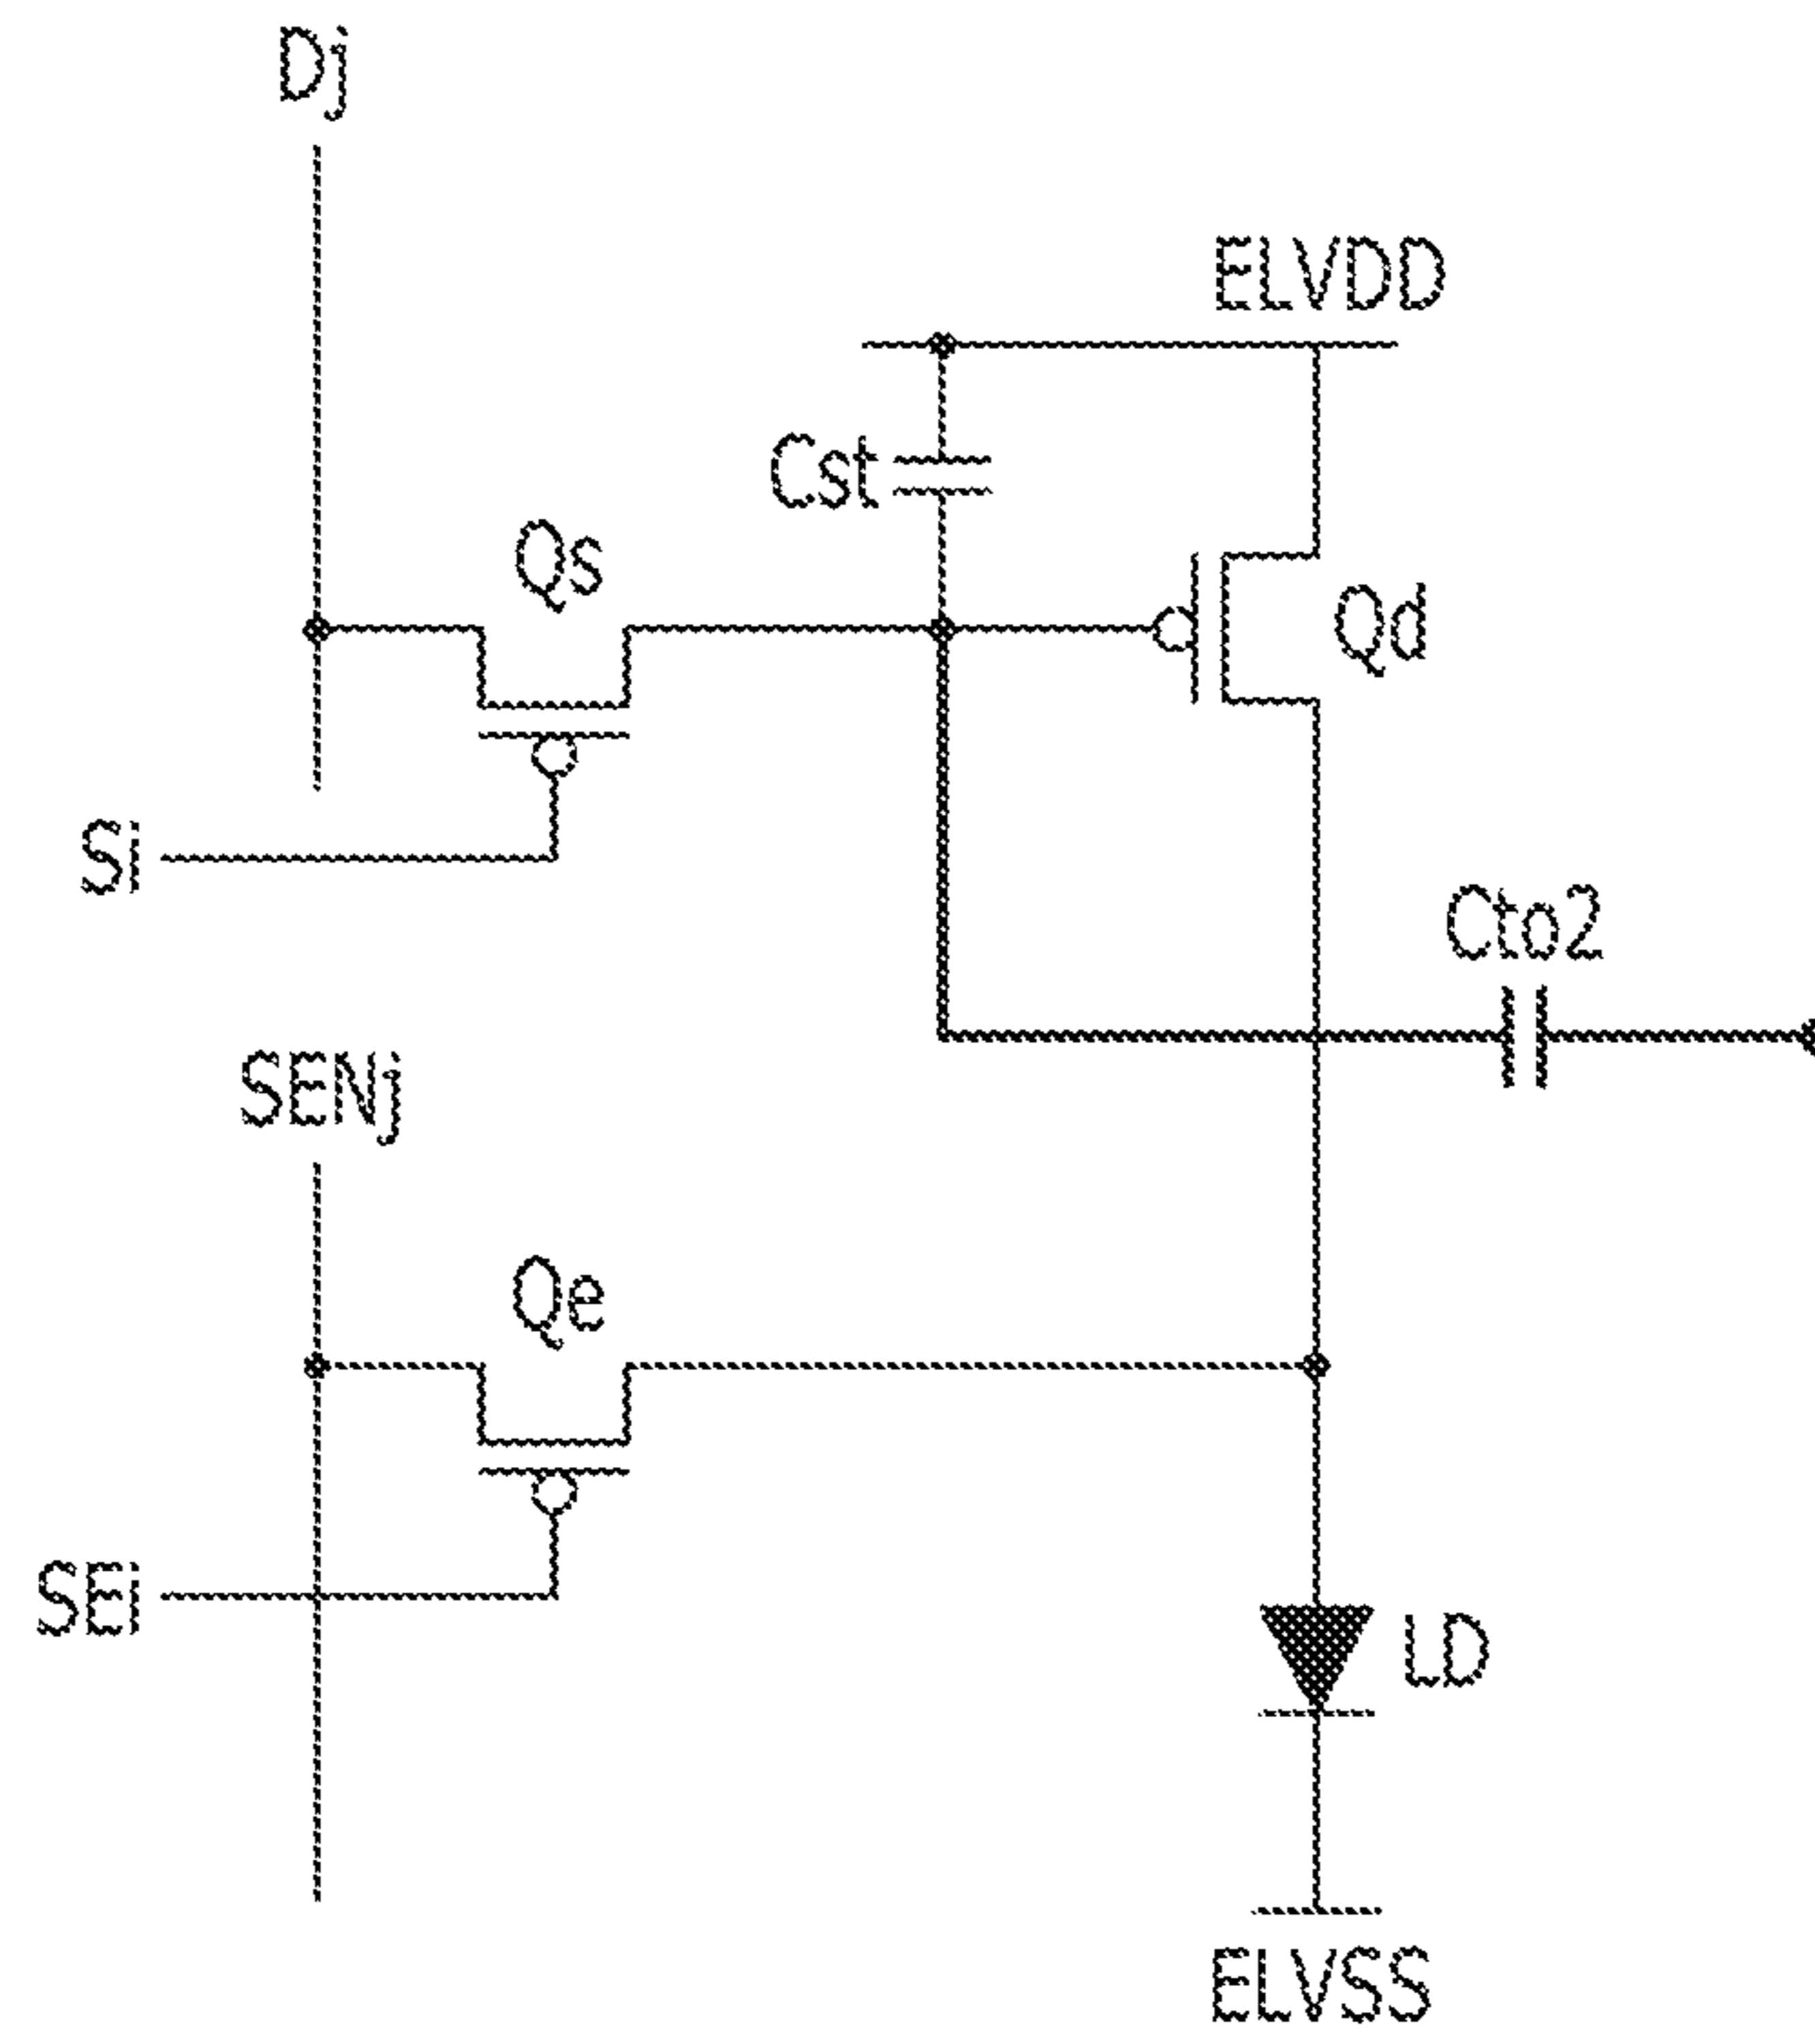 Dj
ELVDD
Cst
Qs
Qd
Si
Cto2
SENj
Qe
SEi
LD
ELVSS